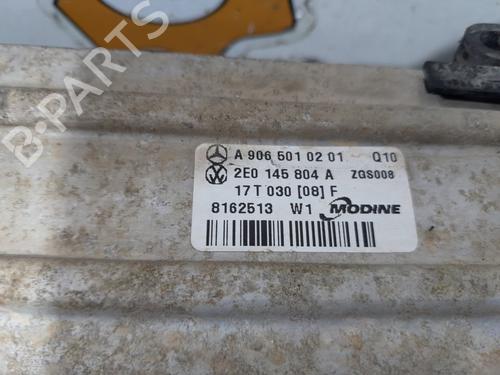 A 906 501 02 01 Q10
2E0 145 804 A ZGS008
17 T 030 [08] F
8162513 W1 MODINE
B-PARTS